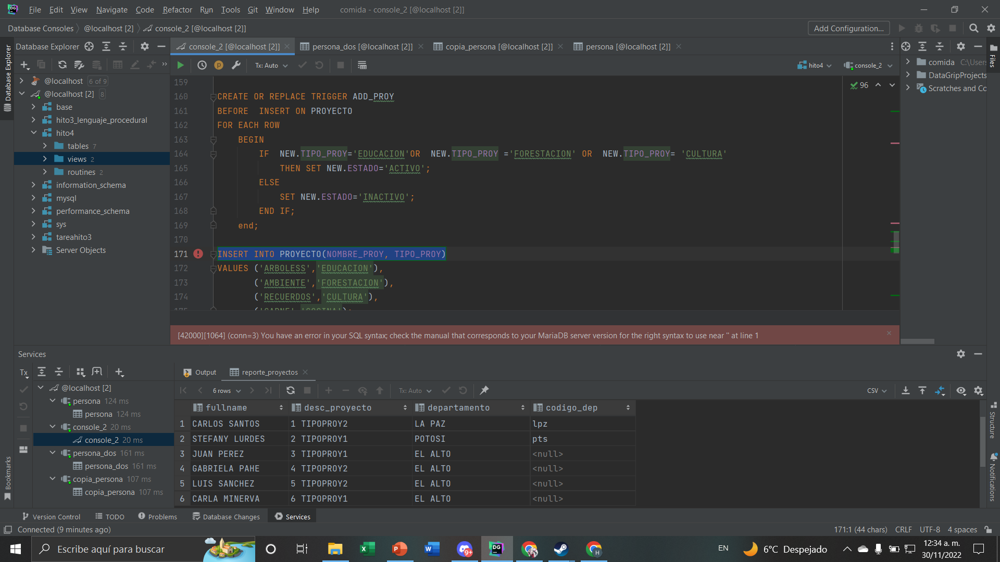 File Edit View Navigate Code Refactor Run Tools Git Window Help comida - console_2 [@localhost [2]]
Database Consoles @localhost [2] console_2 [@localhost [2]] Add Configuration...
Database Explorer
console_2 [@localhost [2]] persona_dos [@localhost [2]] copia_persona [@localhost [2]] persona [@localhost [2]]
Tx: Auto hito4 console_2
Database Explorer
@localhost 6 of 9
@localhost [2] 8
base
hito3_lenguaje_procedural
hito4
tables 7
views 2
routines 2
information_schema
mysql
performance_schema
sys
tareahito3
Server Objects
Bookmarks
96
159
160 CREATE OR REPLACE TRIGGER ADD_PROY
161 BEFORE INSERT ON PROYECTO
162 FOR EACH ROW
163 BEGIN
164 IF NEW.TIPO_PROY='EDUCACION'OR NEW.TIPO_PROY ='FORESTACION' OR NEW.TIPO_PROY= 'CULTURA'
165 THEN SET NEW.ESTADO='ACTIVO';
166 ELSE
167 SET NEW.ESTADO='INACTIVO';
168 END IF;
169 end;
170
171 INSERT INTO PROYECTO(NOMBRE_PROY, TIPO_PROY)
172 VALUES ('ARBOLESS','EDUCACION'),
173 ('AMBIENTE','FORESTACION'),
174 ('RECUERDOS','CULTURA'),
175 ('CARNE','COCINA');
[42000][1064] (conn=3) You have an error in your SQL syntax; check the manual that corresponds to your MariaDB server version for the right syntax to use near '' at line 1
comida C:\Users
DataGripProjects
Scratches and Co
Files
Structure
Notifications
Services
Tx
@localhost [2]
persona 124 ms
persona 124 ms
console_2 20 ms
console_2 20 ms
persona_dos 161 ms
persona_dos 161 ms
copia_persona 107 ms
copia_persona 107 ms
Output reporte_proyectos
6 rows Tx: Auto CSV
fullname desc_proyecto departamento codigo_dep
1 CARLOS SANTOS 1 TIPOPROY2 LA PAZ lpz
2 STEFANY LURDES 2 TIPOPROY1 POTOSI pts
3 JUAN PEREZ 3 TIPOPROY1 EL ALTO <null>
4 GABRIELA PAHE 4 TIPOPROY2 EL ALTO <null>
5 LUIS SANCHEZ 5 TIPOPROY2 EL ALTO <null>
6 CARLA MINERVA 6 TIPOPROY1 EL ALTO <null>
Version Control TODO Problems Database Changes Services
Connected (9 minutes ago) 171:1 (44 chars) CRLF UTF-8 4 spaces
Escribe aquí para buscar
9+
DG
EN
6°C Despejado
12:34 a. m.
30/11/2022